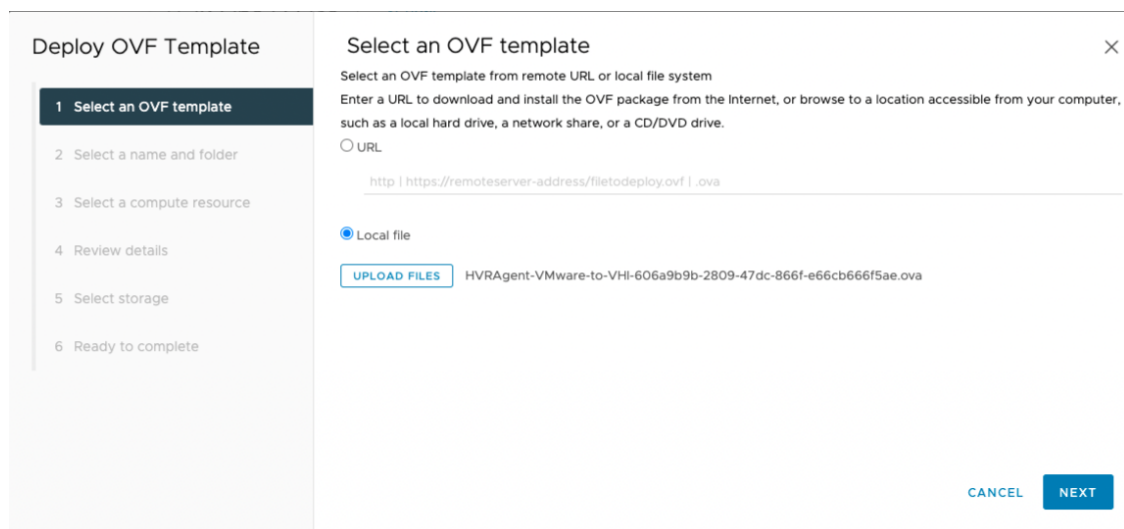 Deploy OVF Template
1 Select an OVF template
2 Select a name and folder
3 Select a compute resource
4 Review details
5 Select storage
6 Ready to complete
Select an OVF template
Select an OVF template from remote URL or local file system
Enter a URL to download and install the OVF package from the Internet, or browse to a location accessible from your computer,
such as a local hard drive, a network share, or a CD/DVD drive.
URL
http | https://remoteserver-address/filetodeploy.ovf | .ova
Local file
UPLOAD FILES HVRAgent-VMware-to-VHI-606a9b9b-2809-47dc-866f-e66cb666f5ae.ova
CANCEL NEXT